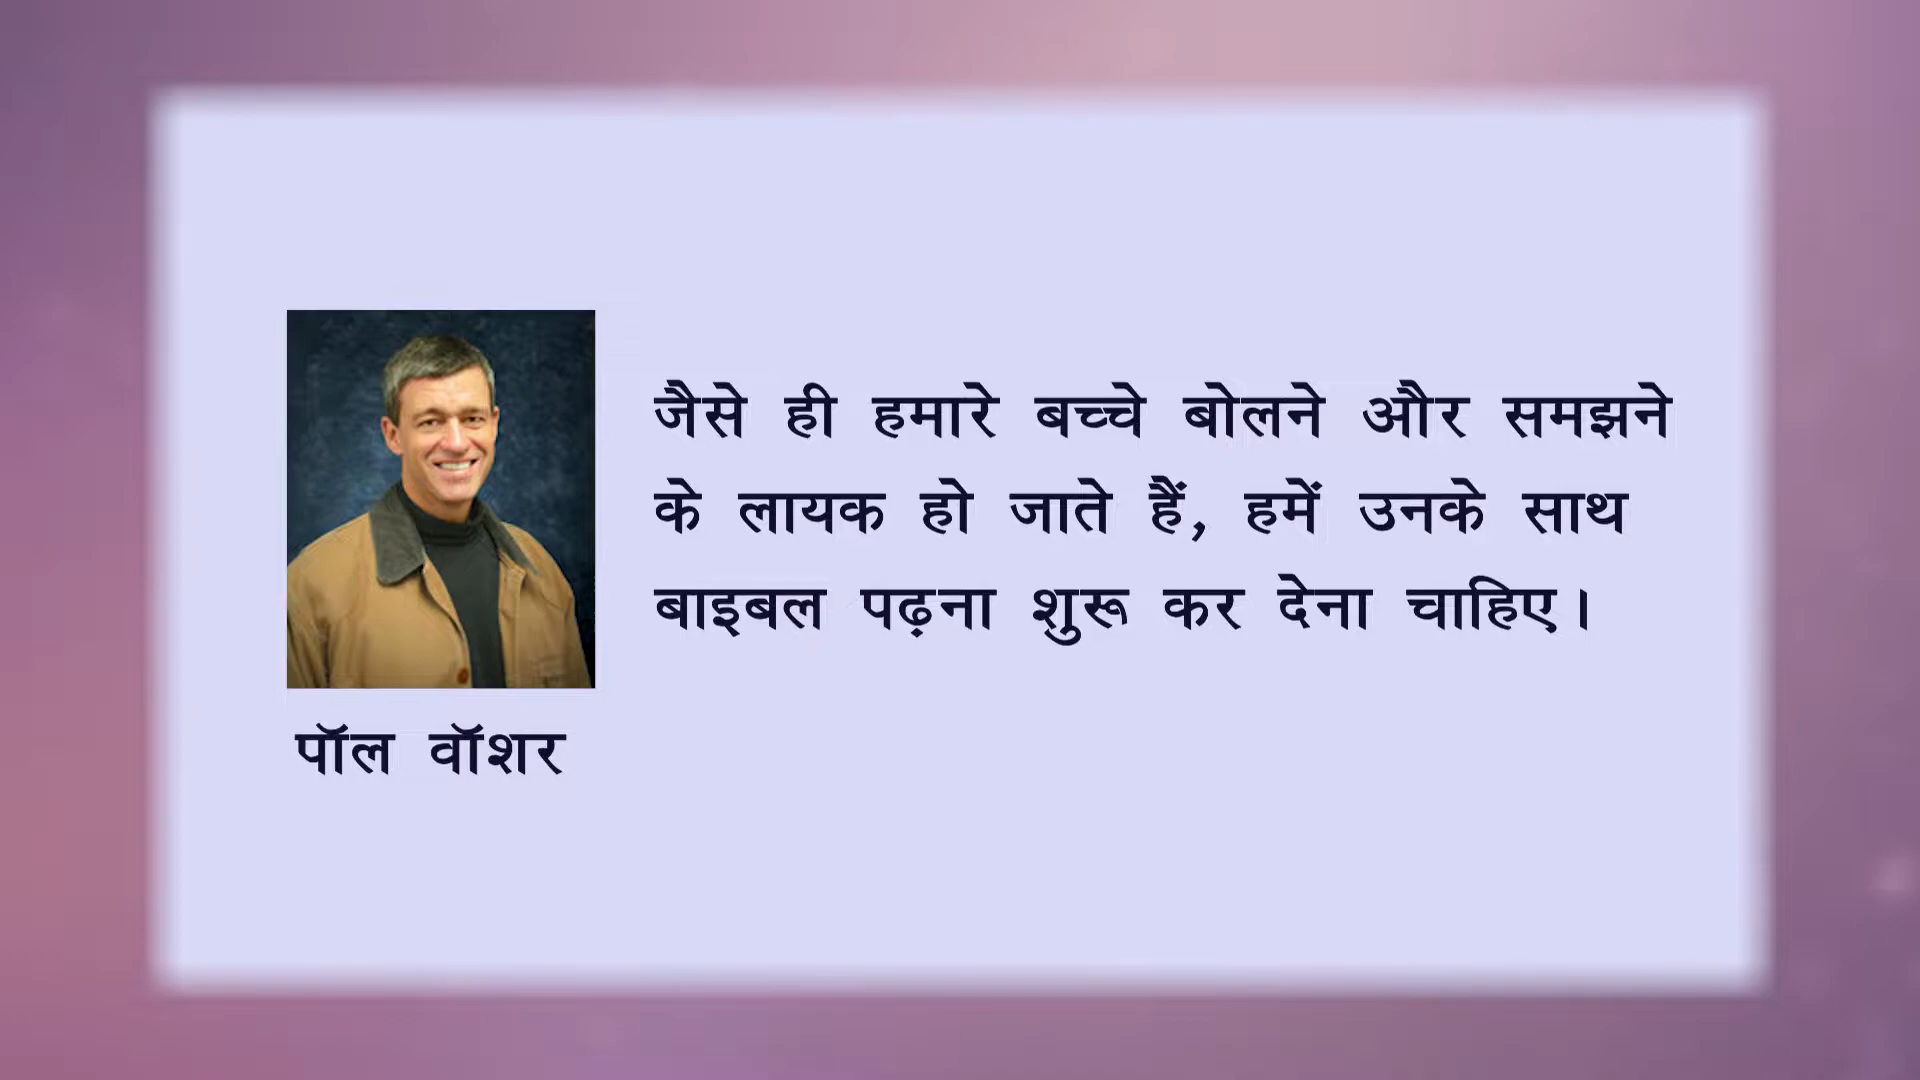 जैसे ही हमारे बच्चे बोलने और समझने
के लायक हो जाते हैं, हमें उनके साथ
बाइबल पढ़ना शुरू कर देना चाहिए।
पॉल वॉशर